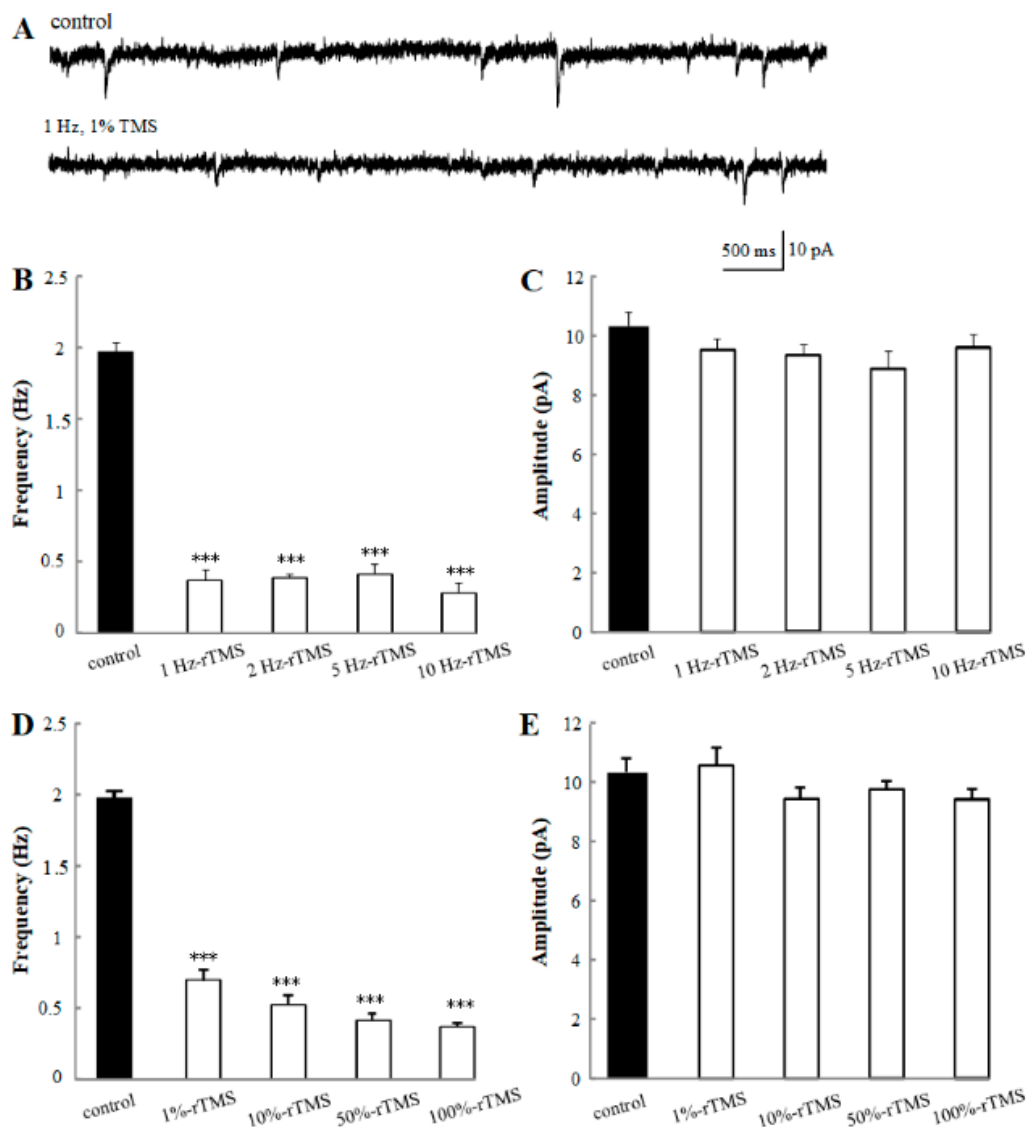 A
control
1 Hz, 1% TMS
500 ms
10 pA
B
2.5
2
1.5
1
0.5
0
Frequency (Hz)
***
***
***
***
control
1 Hz-rTMS
2 Hz-rTMS
5 Hz-rTMS
10 Hz-rTMS
C
12
10
8
6
4
2
0
Amplitude (pA)
control
1 Hz-rTMS
2 Hz-rTMS
5 Hz-rTMS
10 Hz-rTMS
D
2.5
2
1.5
1
0.5
0
Frequency (Hz)
***
***
***
***
control
1%-rTMS
10%-rTMS
50%-rTMS
100%-rTMS
E
12
10
8
6
4
2
0
Amplitude (pA)
control
1%-rTMS
10%-rTMS
50%-rTMS
100%-rTMS